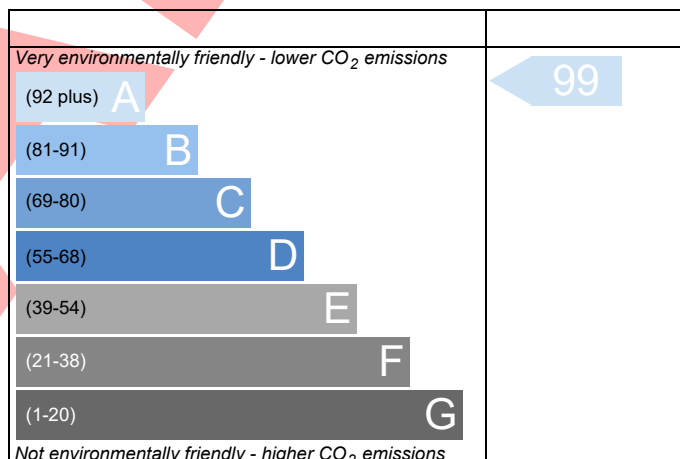 Very environmentally friendly - lower CO2 emissions
(92 plus) A 99
(81-91) B
(69-80) C
(55-68) D
(39-54) E
(21-38) F
(1-20) G
Not environmentally friendly - higher CO2 emissions